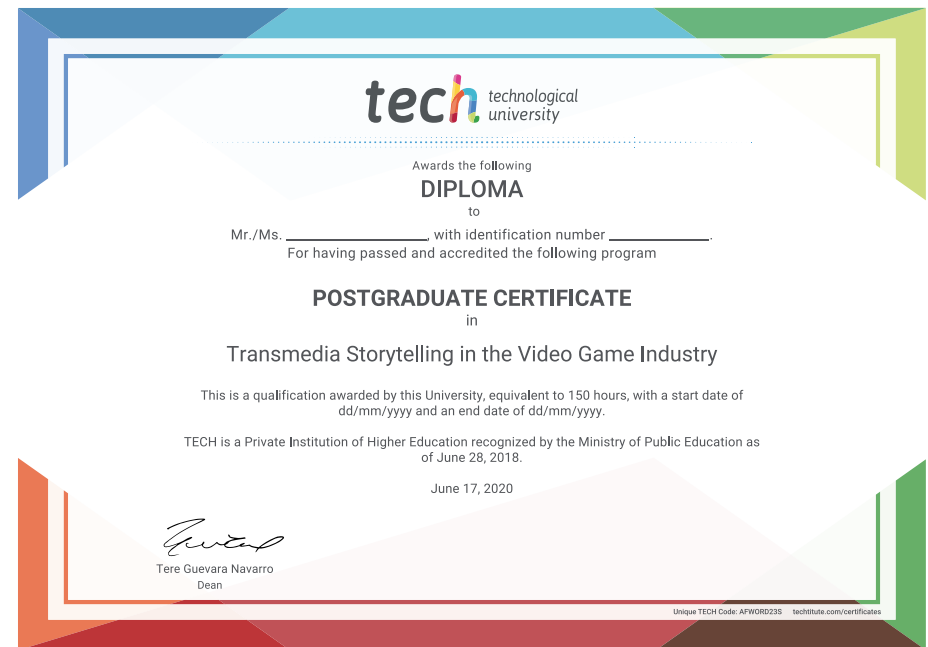 tech technological
university
Awards the following
DIPLOMA
to
Mr./Ms. ____________________, with identification number ______________.
For having passed and accredited the following program
POSTGRADUATE CERTIFICATE
in
Transmedia Storytelling in the Video Game Industry
This is a qualification awarded by this University, equivalent to 150 hours, with a start date of
dd/mm/yyyy and an end date of dd/mm/yyyy.
TECH is a Private Institution of Higher Education recognized by the Ministry of Public Education as
of June 28, 2018.
June 17, 2020
Tere Guevara Navarro
Dean
Unique TECH Code: AFWORD23S techtitute.com/certificates